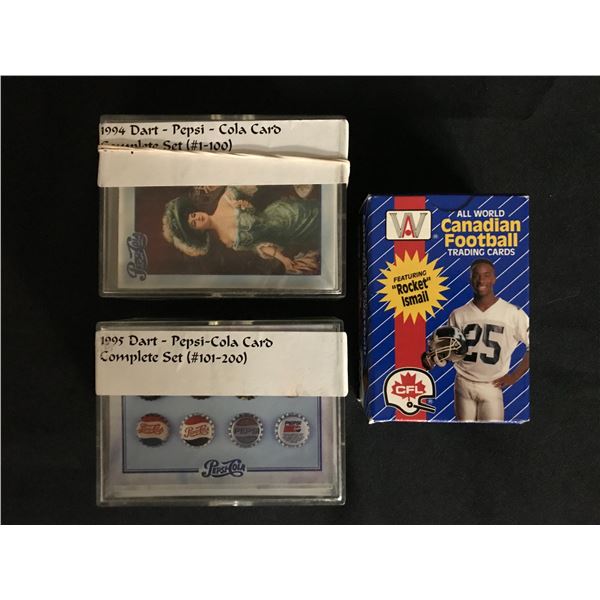 1994 Dart - Pepsi - Cola Card
Complete Set (#1-100)
Pepsi-Cola
1995 Dart - Pepsi-Cola Card
Complete Set (#101-200)
Pepsi-Cola
PEPSI
PEPSI-COLA
AW
ALL WORLD
Canadian
Football
TRADING CARDS
FEATURING
"Rocket"
Ismail
25
CFL